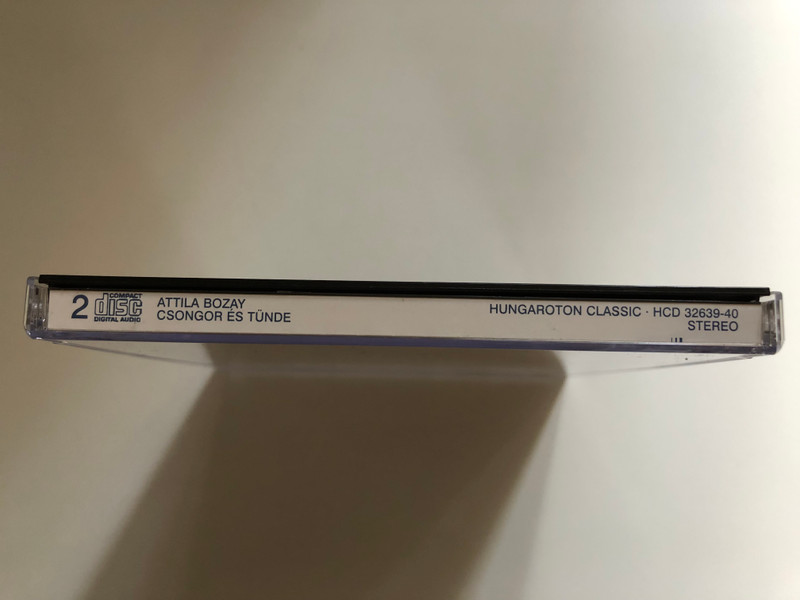 2 COMPACT disc DIGITAL AUDIO
ATTILA BOZAY
CSONGOR ÉS TÜNDE
HUNGAROTON CLASSIC · HCD 32639-40
STEREO